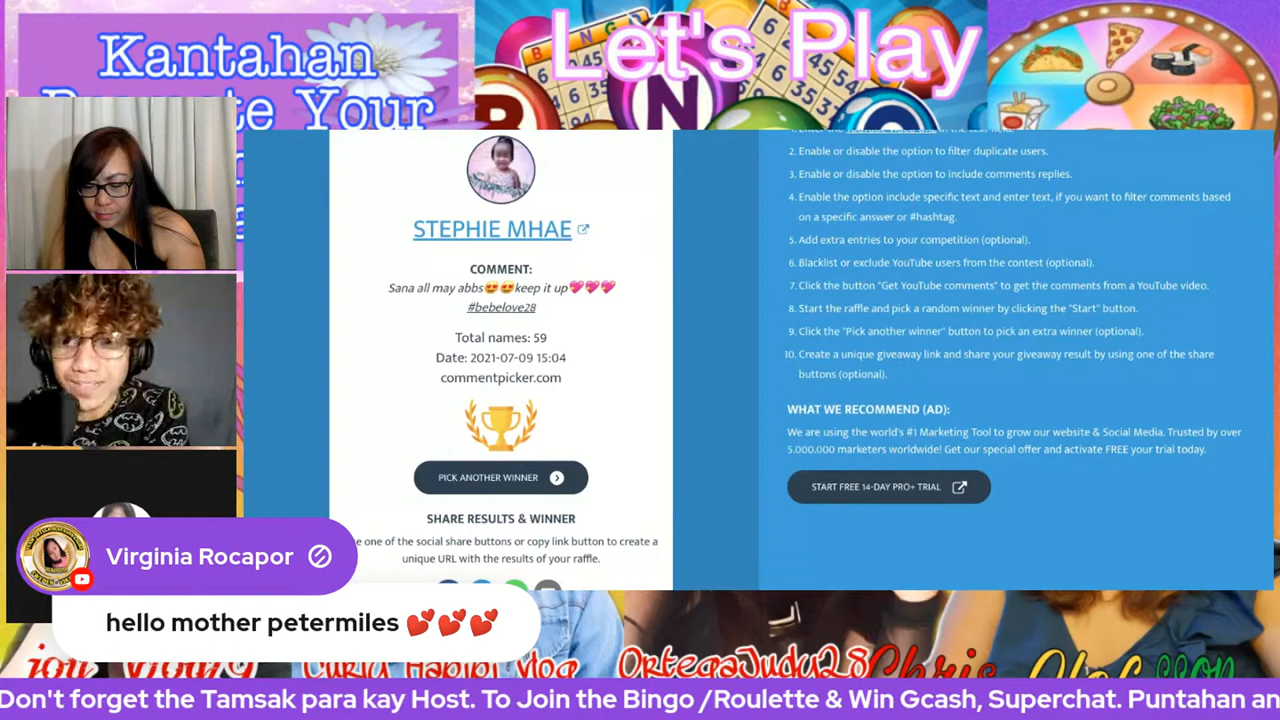 Kantahan
Let's Play
STEPHIE MHAE
COMMENT:
Sana all may abbs😍😍keep it up💖💖💖
#bebelove28
Total names: 59
Date: 2021-07-09 15:04
commentpicker.com
PICK ANOTHER WINNER
SHARE RESULTS & WINNER
one of the social share buttons or copy link button to create a
unique URL with the results of your raffle.
2. Enable or disable the option to filter duplicate users.
3. Enable or disable the option to include comments replies.
4. Enable the option include specific text and enter text, if you want to filter comments based
on a specific answer or #hashtag.
5. Add extra entries to your competition (optional).
6. Blacklist or exclude YouTube users from the contest (optional).
7. Click the button "Get YouTube comments" to get the comments from a YouTube video.
8. Start the raffle and pick a random winner by clicking the "Start" button.
9. Click the "Pick another winner" button to pick an extra winner (optional).
10. Create a unique giveaway link and share your giveaway result by using one of the share
buttons (optional).
WHAT WE RECOMMEND (AD):
We are using the world's #1 Marketing Tool to grow our website & Social Media. Trusted by over
5.000.000 marketers worldwide! Get our special offer and activate FREE your trial today.
START FREE 14-DAY PRO+ TRIAL
Virginia Rocapor
hello mother petermiles 💕💕💕
OrtegaJudy28
Don't forget the Tamsak para kay Host. To Join the Bingo /Roulette & Win Gcash, Superchat. Puntahan an